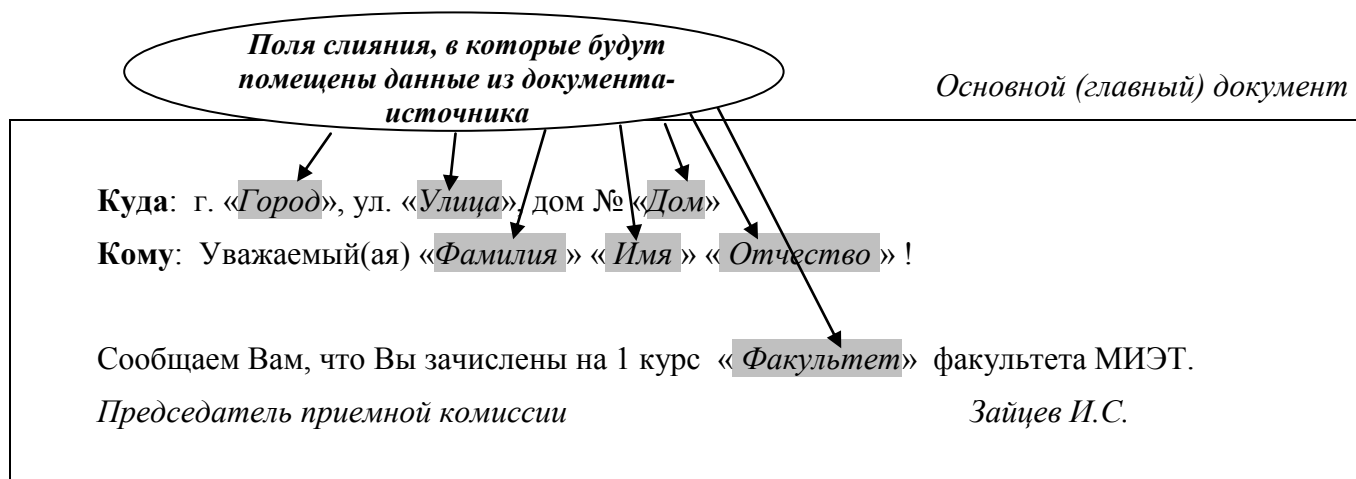 Поля слияния, в которые будут
помещены данные из документа-
источника
Основной (главный) документ
Куда: г. «Город», ул. «Улица», дом № «Дом»
Кому: Уважаемый(ая) «Фамилия » « Имя » « Отчество » !
Сообщаем Вам, что Вы зачислены на 1 курс « Факультет» факультета МИЭТ.
Председатель приемной комиссии Зайцев И.С.